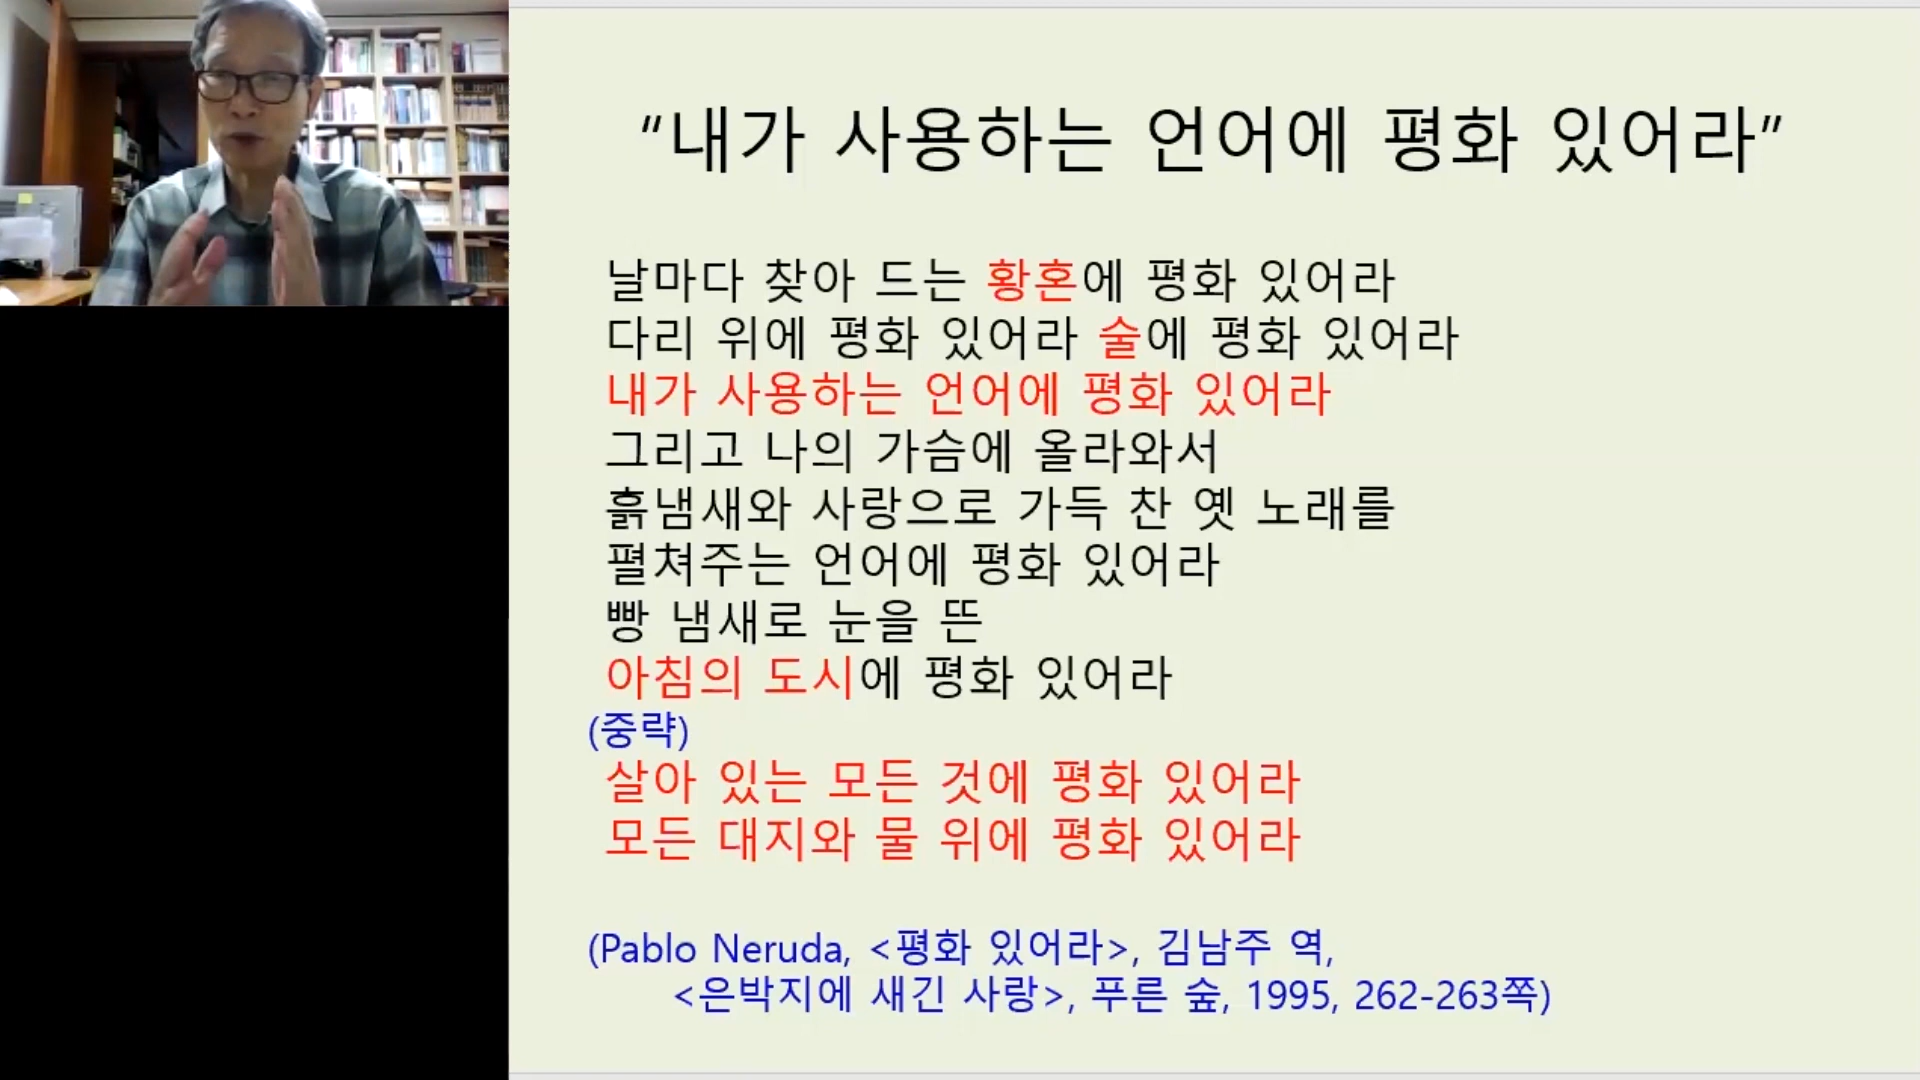 “내가 사용하는 언어에 평화 있어라”
날마다 찾아 드는 황혼에 평화 있어라
다리 위에 평화 있어라 술에 평화 있어라
내가 사용하는 언어에 평화 있어라
그리고 나의 가슴에 올라와서
흙냄새와 사랑으로 가득 찬 옛 노래를
펼쳐주는 언어에 평화 있어라
빵 냄새로 눈을 뜬
아침의 도시에 평화 있어라
(중략)
살아 있는 모든 것에 평화 있어라
모든 대지와 물 위에 평화 있어라
(Pablo Neruda, <평화 있어라>, 김남주 역,
<은박지에 새긴 사랑>, 푸른 숲, 1995, 262-263쪽)